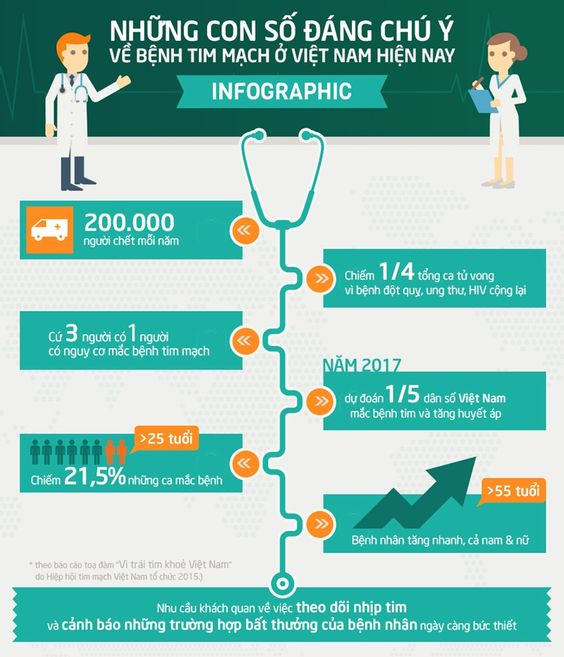 NHỮNG CON SỐ ĐÁNG CHÚ Ý
VỀ BỆNH TIM MẠCH Ở VIỆT NAM HIỆN NAY
INFOGRAPHIC
200.000
người chết mỗi năm
Chiếm 1/4 tổng ca tử vong
vì bệnh đột quỵ, ung thư, HIV cộng lại
Cứ 3 người có 1 người
có nguy cơ mắc bệnh tim mạch
NĂM 2017
dự đoán 1/5 dân số Việt Nam
mắc bệnh tim và tăng huyết áp
>25 tuổi
Chiếm 21,5% những ca mắc bệnh
>55 tuổi
Bệnh nhân tăng nhanh, cả nam & nữ
* theo báo cáo toạ đàm "Vì trái tim khoẻ Việt Nam"
do Hiệp hội tim mạch Việt Nam tổ chức 2015.)
Nhu cầu khách quan về việc theo dõi nhịp tim
và cảnh báo những trường hợp bất thưởng của bệnh nhân ngày càng bức thiết